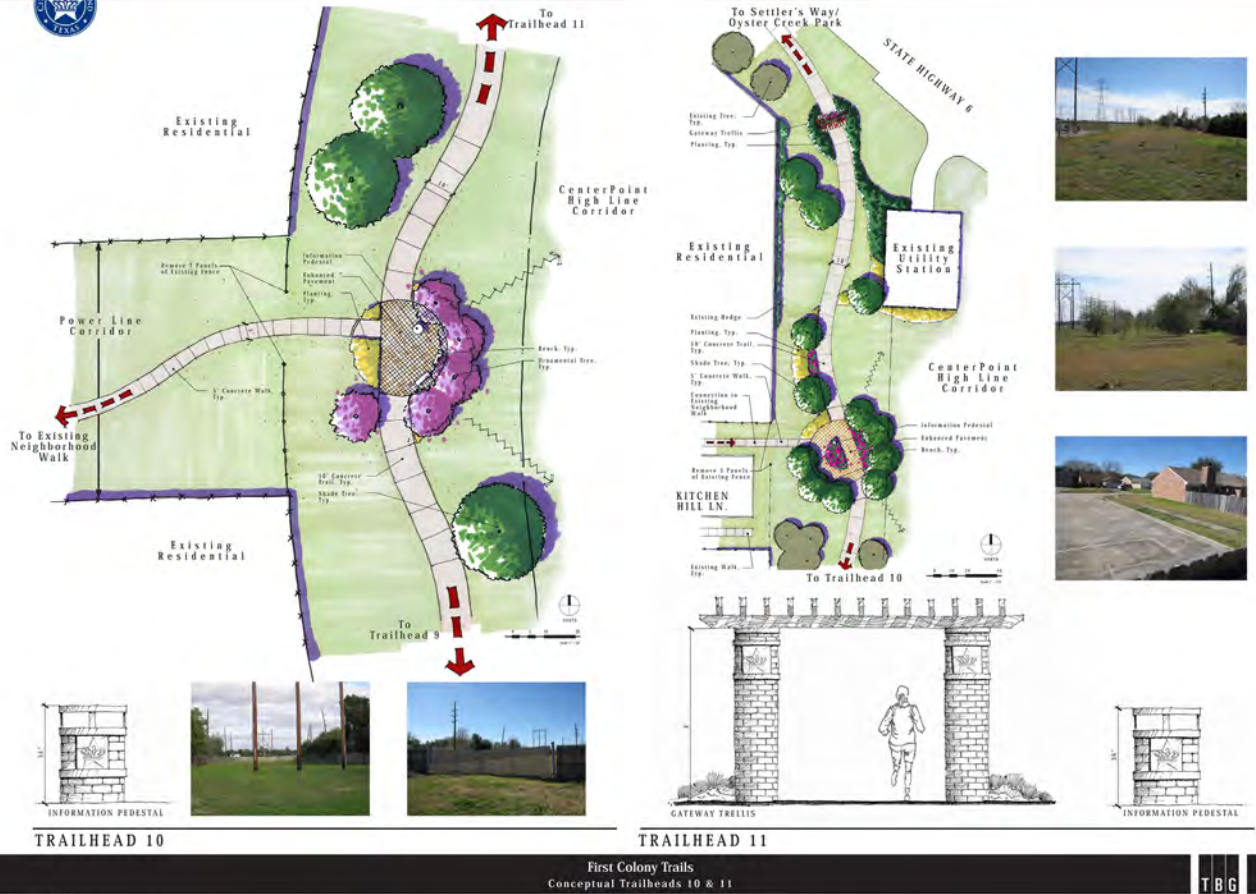 TEXAS
To
Trailhead 11
Existing
Residential
10'
CenterPoint
High Line
Corridor
Information
Pedestal
Enhanced
Pavement
Planting,
Typ.
Remove 7 Panels
of Existing Fence
Power Line
Corridor
Bench, Typ.
Ornamental Tree,
Typ.
5' Concrete Walk,
Typ.
To Existing
Neighborhood
Walk
10' Concrete
Trail, Typ.
Shade Tree,
Typ.
Existing
Residential
To
Trailhead 9
NORTH
INFORMATION PEDESTAL
TRAILHEAD 10
To Settler's Way/
Oyster Creek Park
STATE HIGHWAY 6
Existing Tree,
Typ.
Gateway Trellis
Planting, Typ.
Existing
Residential
10'
Existing
Utility
Station
Existing Hedge
Planting, Typ.
10' Concrete Trail,
Typ.
Shade Tree, Typ.
5' Concrete Walk,
Typ.
Connection to
Existing
Neighborhood
Walk
CenterPoint
High Line
Corridor
Information Pedestal
Enhanced Pavement
Bench, Typ.
Remove 3 Panels
of Existing Fence
KITCHEN
HILL LN.
Existing Walk,
Typ.
To Trailhead 10
NORTH
GATEWAY TRELLIS
INFORMATION PEDESTAL
TRAILHEAD 11
First Colony Trails
Conceptual Trailheads 10 & 11
TBG